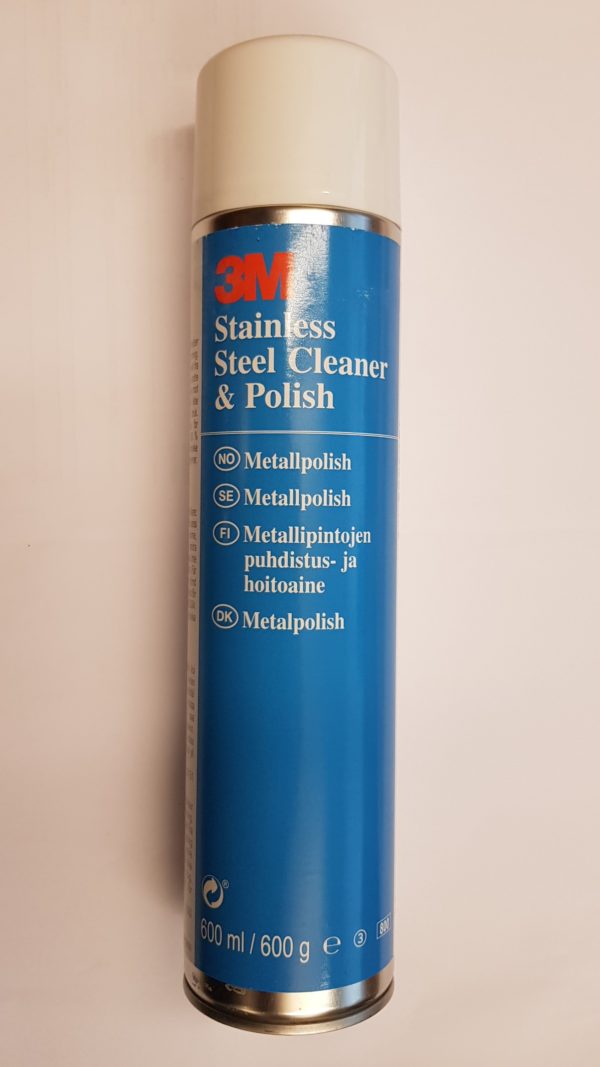 3M
Stainless
Steel Cleaner
& Polish
NO Metallpolish
SE Metallpolish
FI Metallipintojen
puhdistus- ja
hoitoaine
DK Metalpolish
®
600 ml / 600 g ℮ 3 800